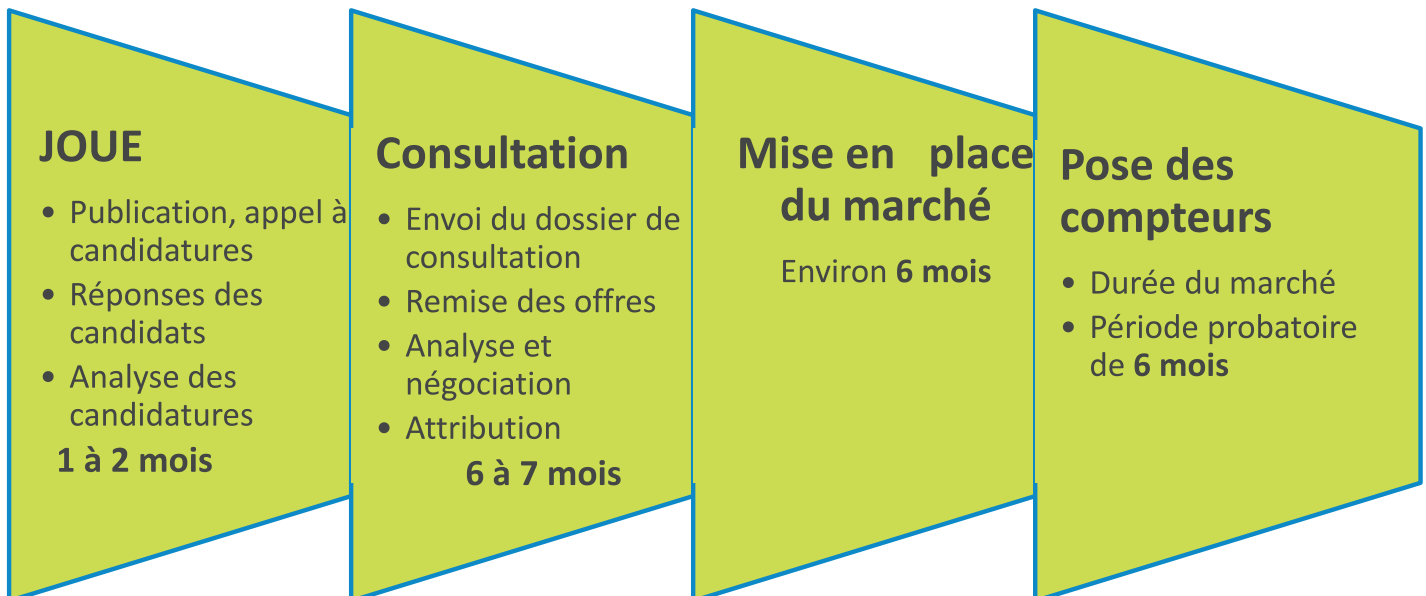 JOUE
• Publication, appel à
candidatures
• Réponses des
candidats
• Analyse des
candidatures
1 à 2 mois
Consultation
• Envoi du dossier de
consultation
• Remise des offres
• Analyse et
négociation
• Attribution
6 à 7 mois
Mise en place
du marché
Environ 6 mois
Pose des
compteurs
• Durée du marché
• Période probatoire
de 6 mois